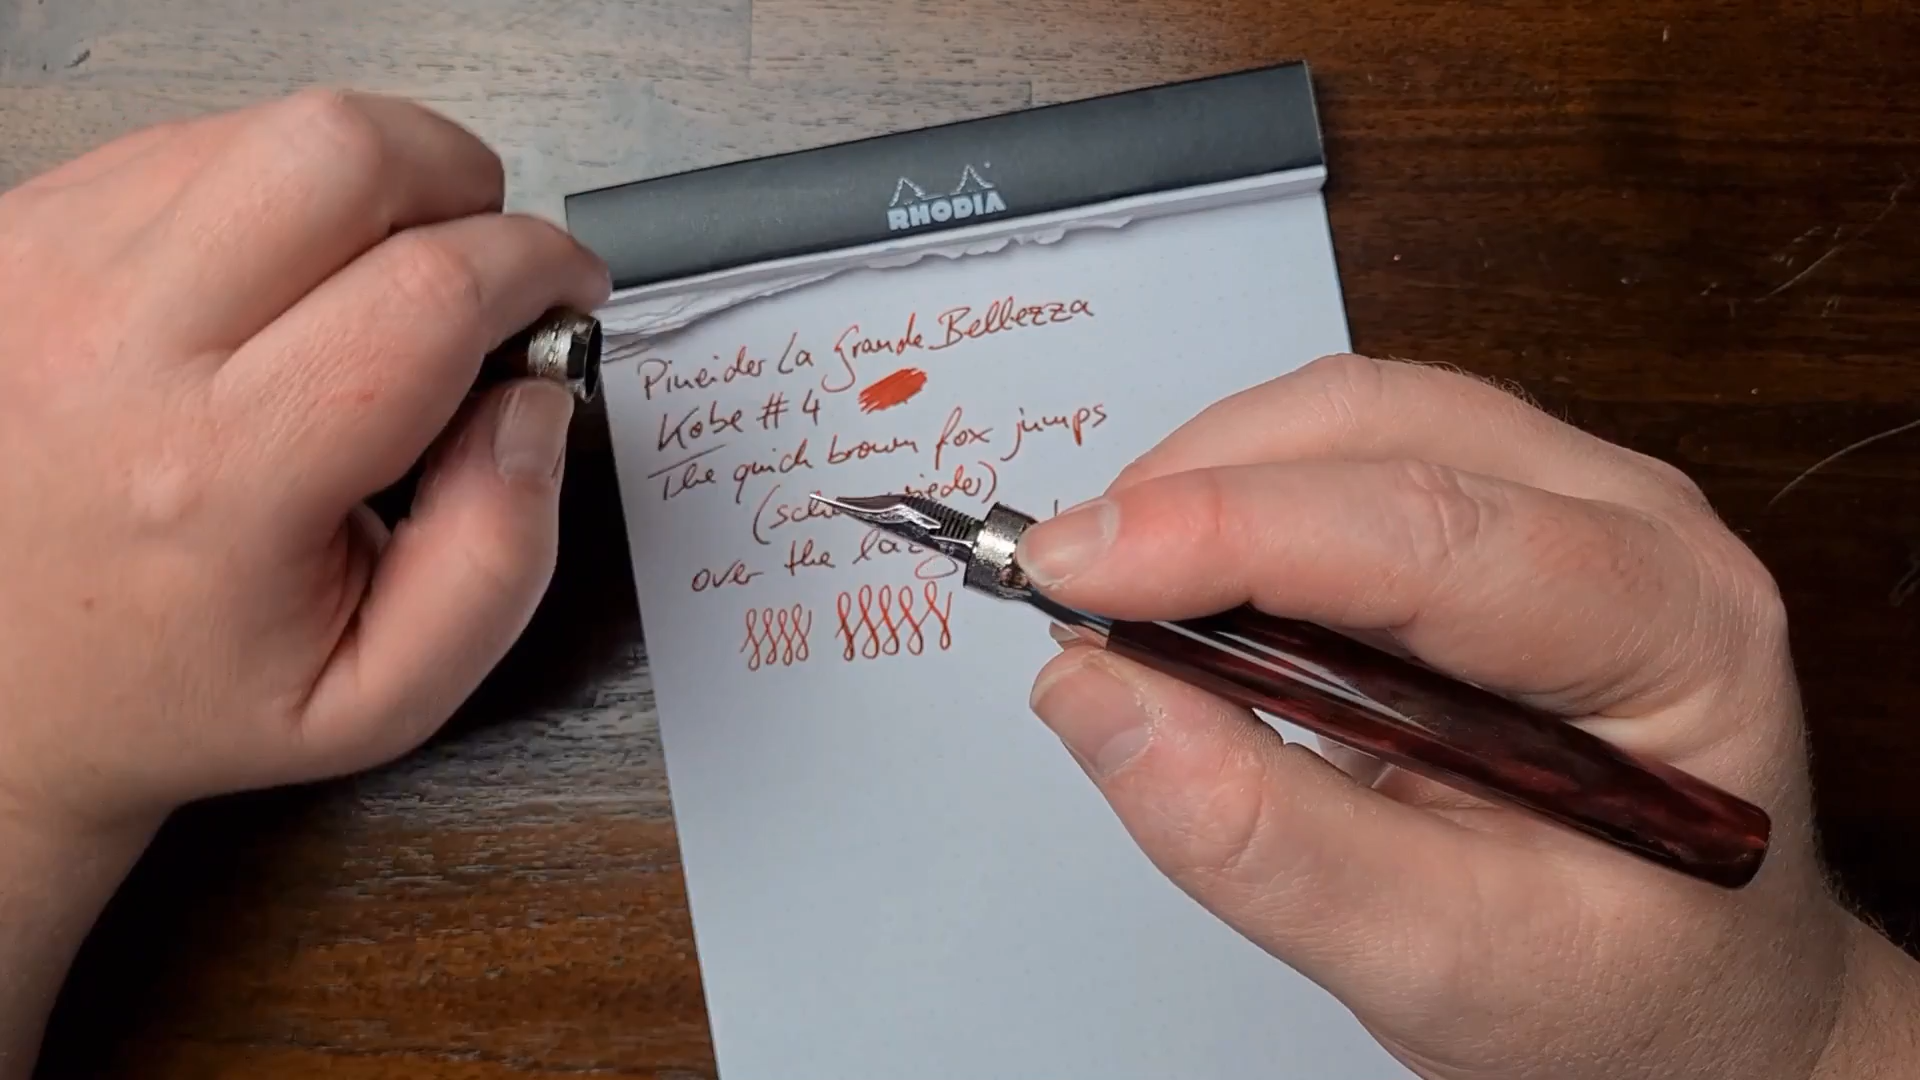 RHODIA
Pineider La Grande Bellezza
Kobe # 4
The quick brown fox jumps
over the